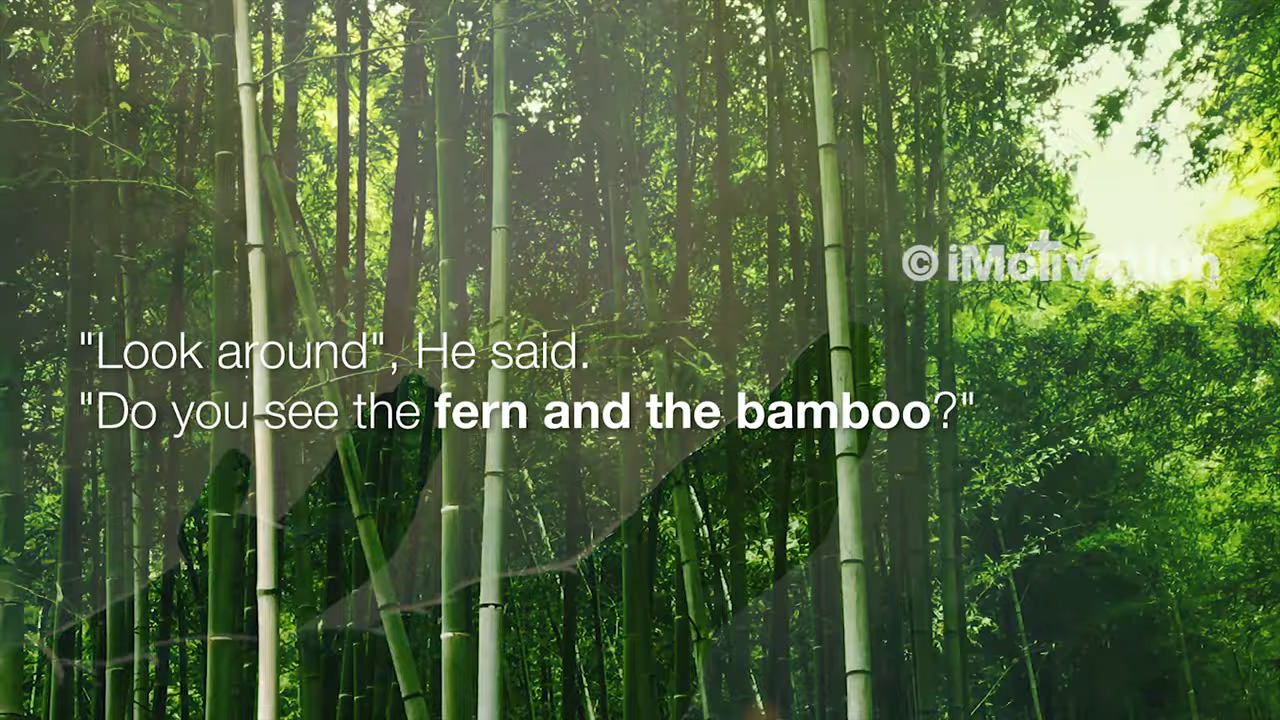 ©iMotivation
"Look around", He said.
"Do you see the fern and the bamboo?"